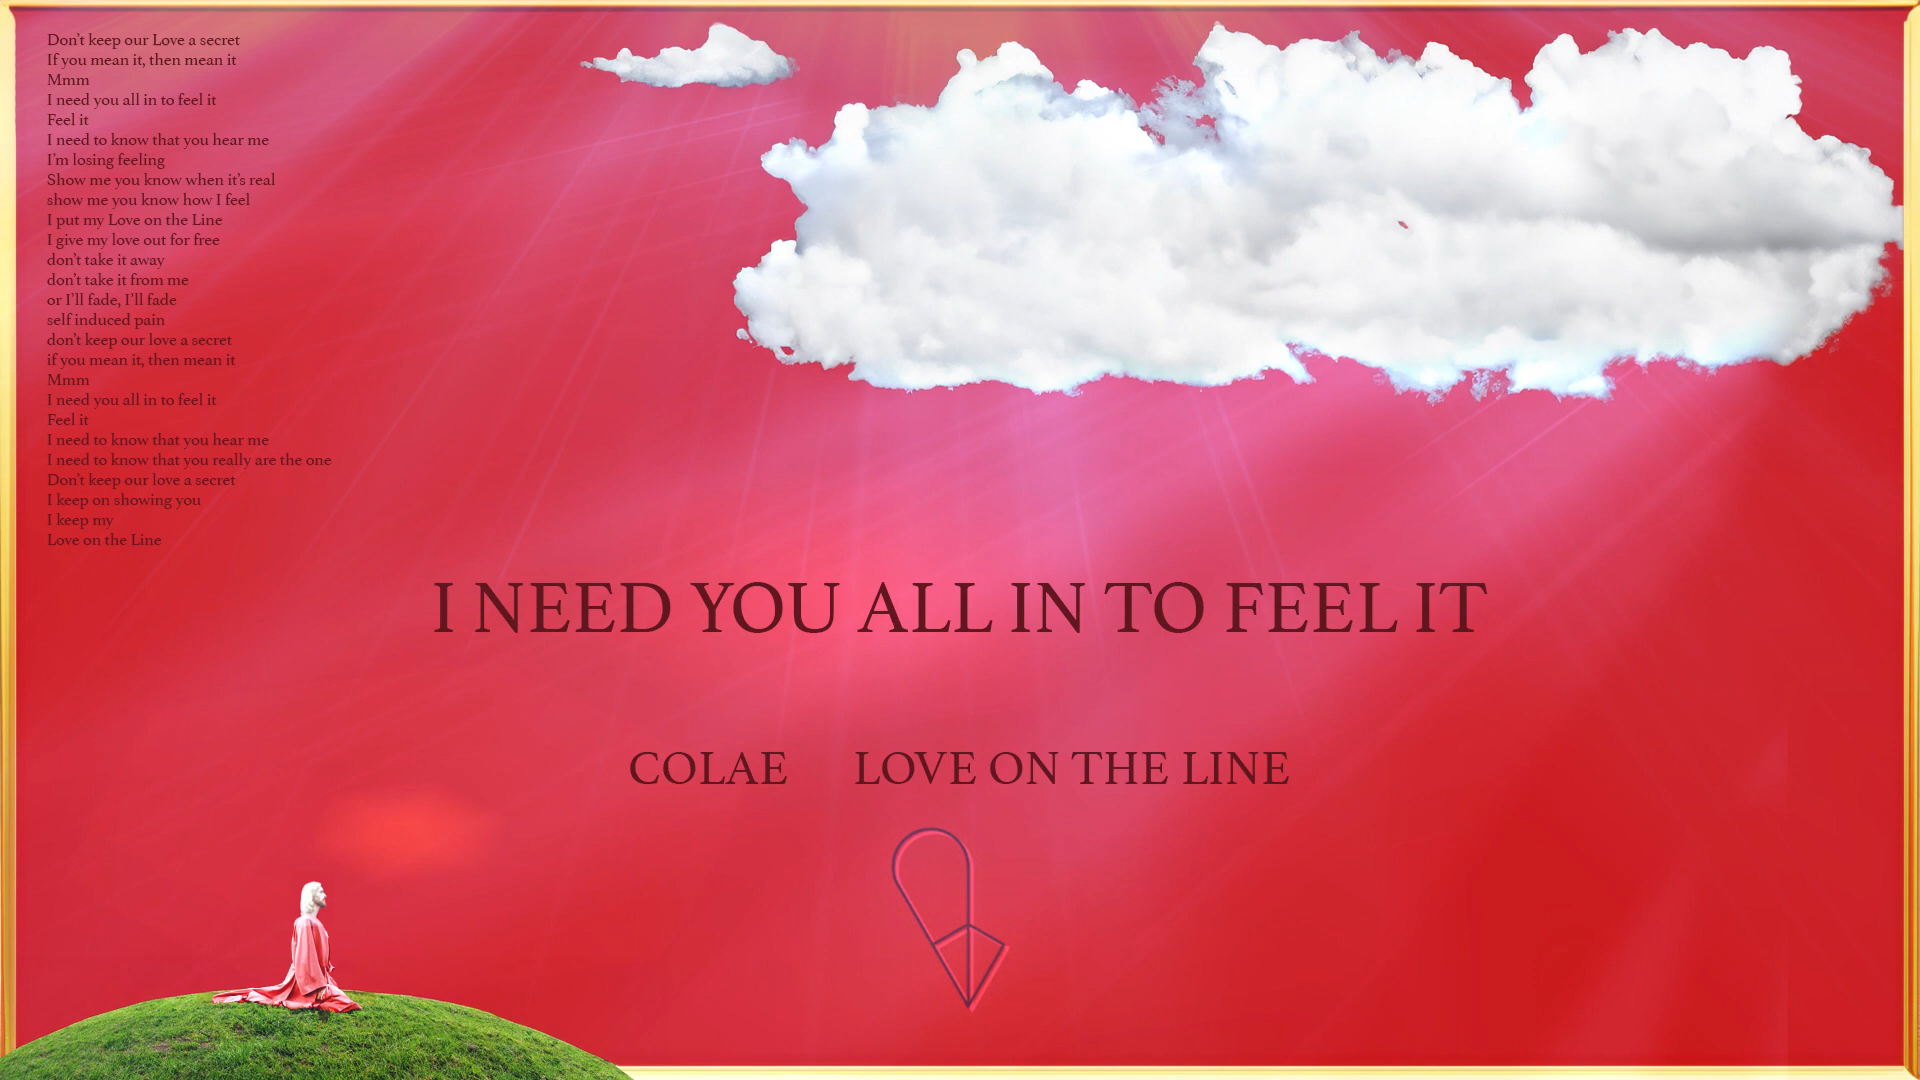 Don't keep our Love a secret
If you mean it, then mean it
Mmm
I need you all in to feel it
Feel it
I need to know that you hear me
I'm losing feeling
Show me you know when it's real
show me you know how I feel
I put my Love on the Line
I give my love out for free
don't take it away
don't take it from me
or I'll fade, I'll fade
self induced pain
don't keep our love a secret
if you mean it, then mean it
Mmm
I need you all in to feel it
Feel it
I need to know that you hear me
I need to know that you really are the one
Don't keep our love a secret
I keep on showing you
I keep my
Love on the Line
I NEED YOU ALL IN TO FEEL IT
COLAE LOVE ON THE LINE